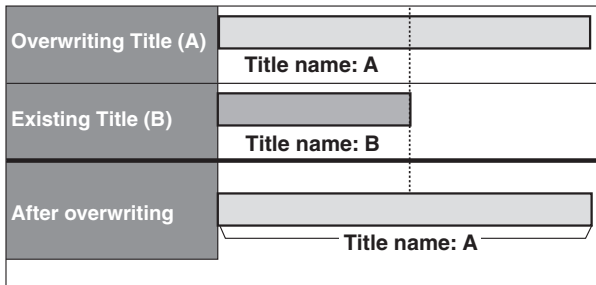 Overwriting Title (A)
Title name: A
Existing Title (B)
Title name: B
After overwriting
Title name: A